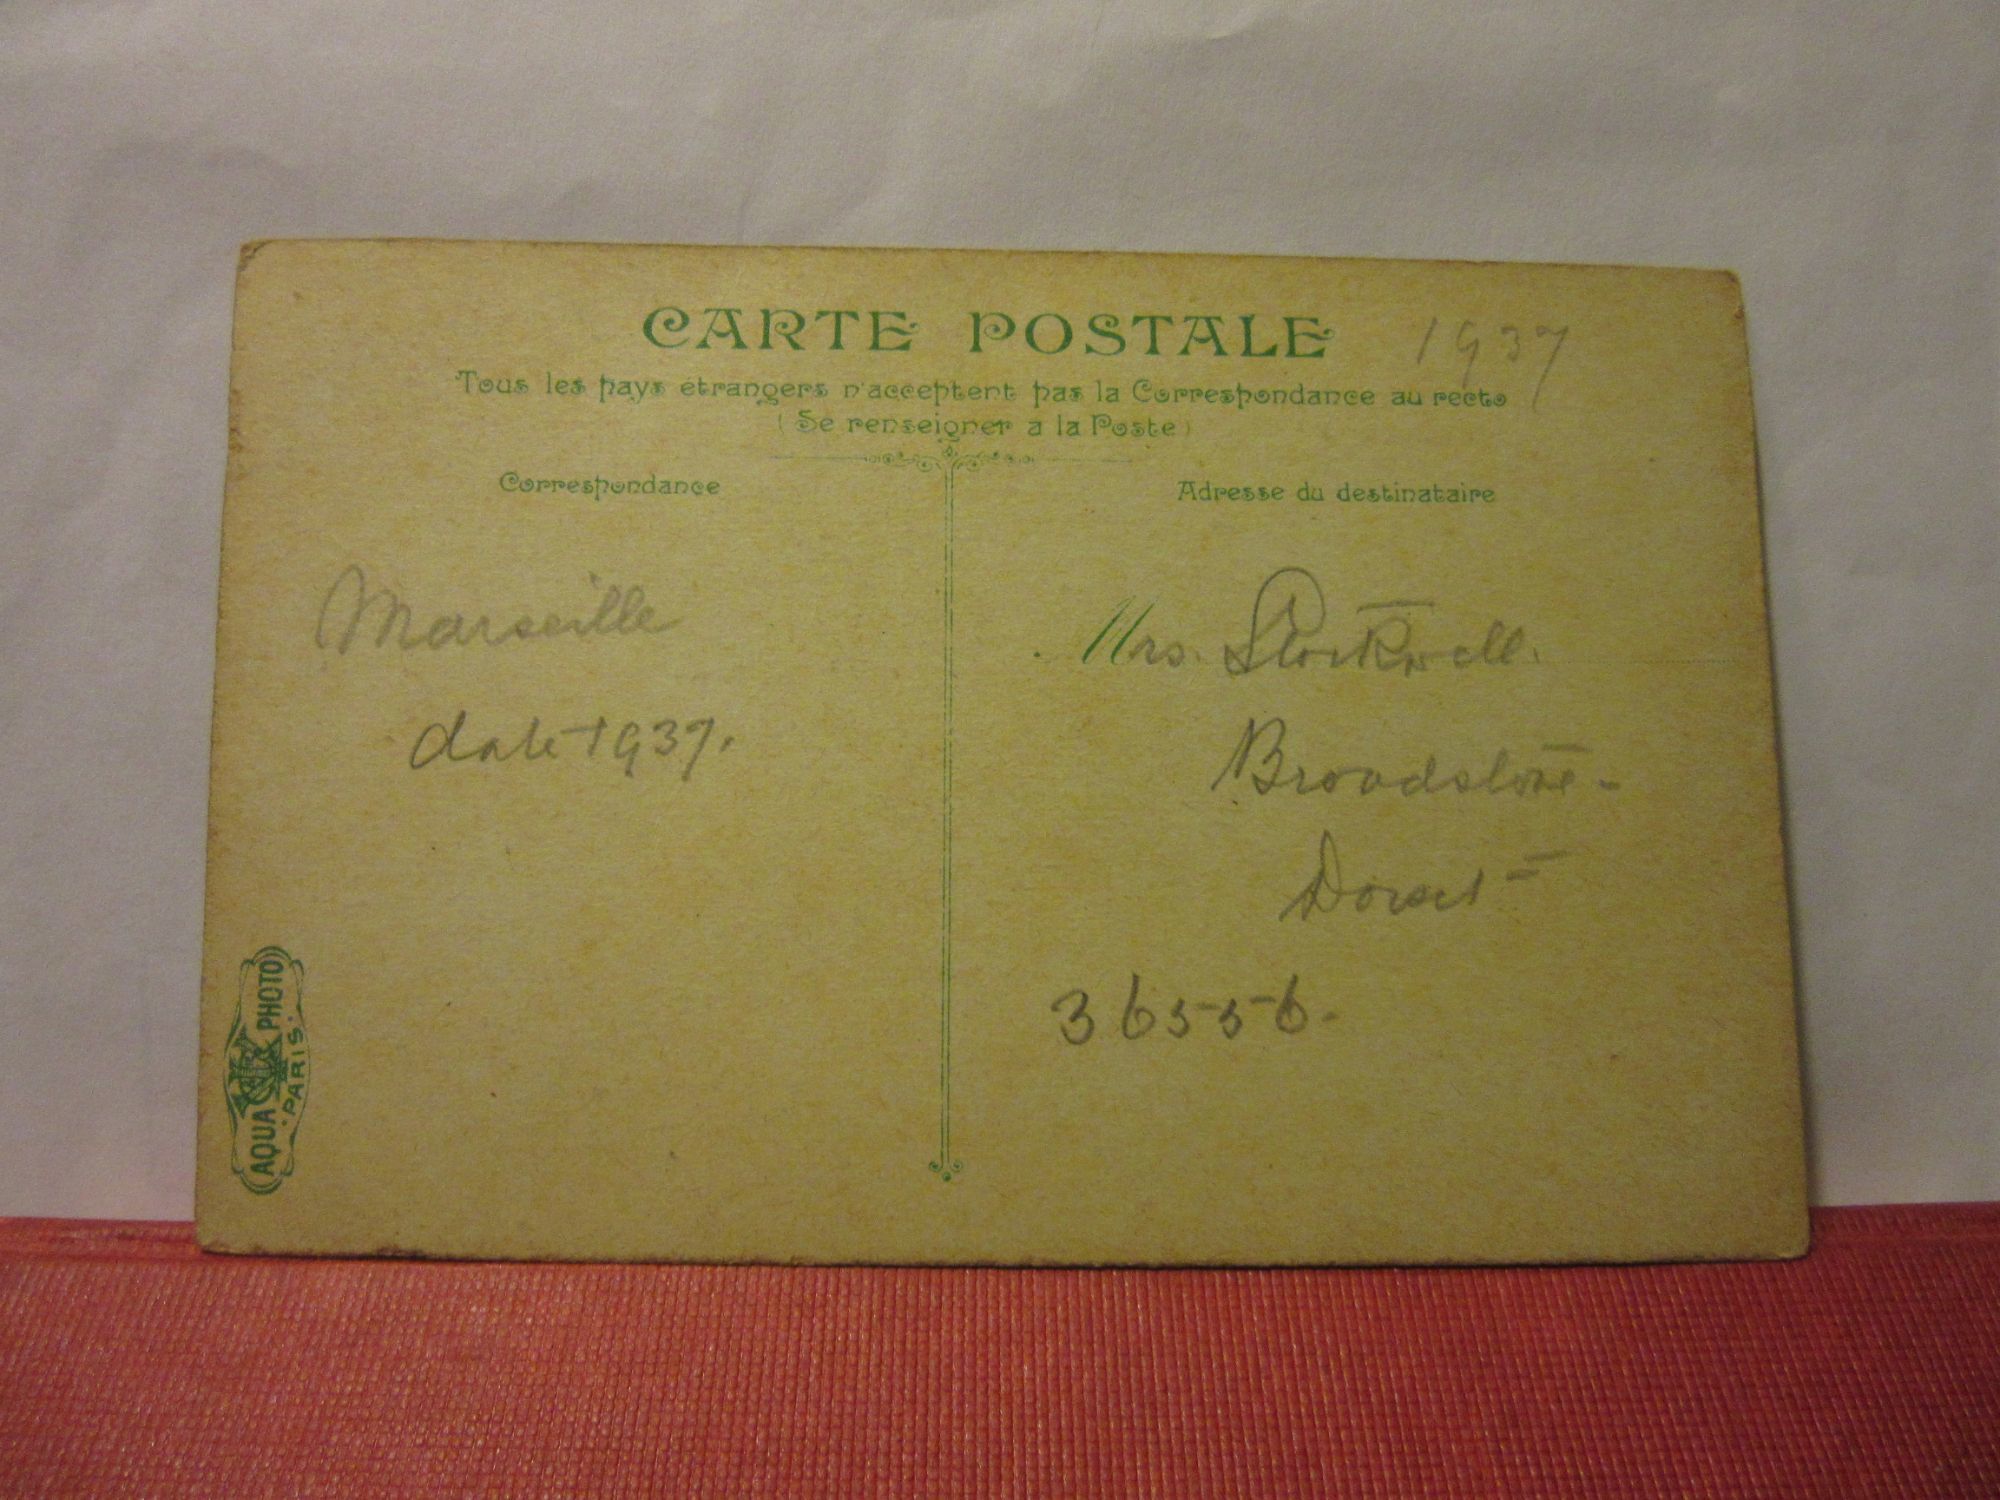 CARTE POSTALE 1937
Tous les pays étrangers n'acceptent pas la Correspondance au recto
(Se renseigner a la Poste)
Correspondance
Adresse du destinataire
Marseille
date 1937.
Mrs. Stockwell.
Broadstone -
Dorset -
36556.
AQUA PHOTO
PARIS